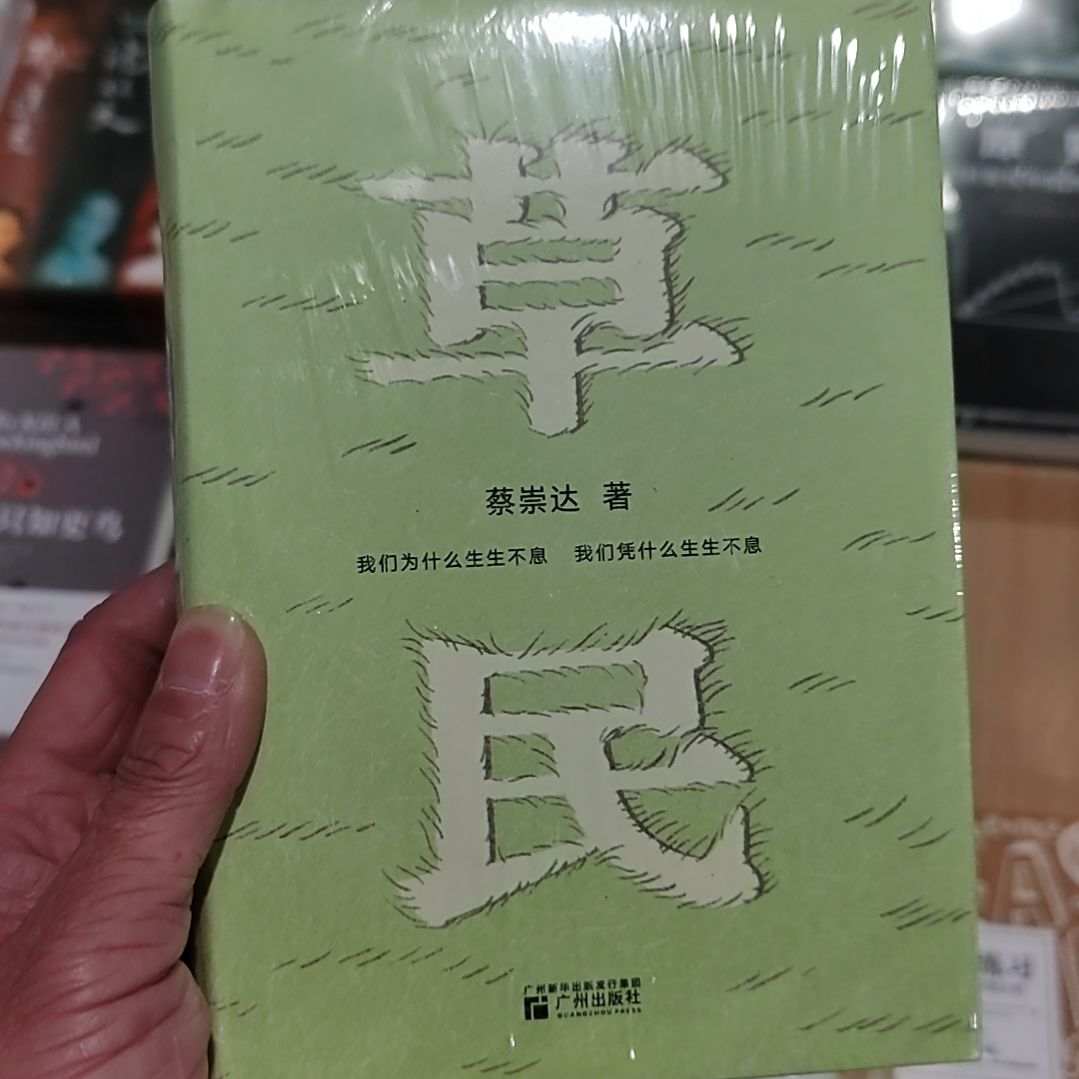 草
蔡崇达 著
我们为什么生生不息 我们凭什么生生不息
民
广州新华出版发行集团
广州出版社
GUANGZHOU PRESS